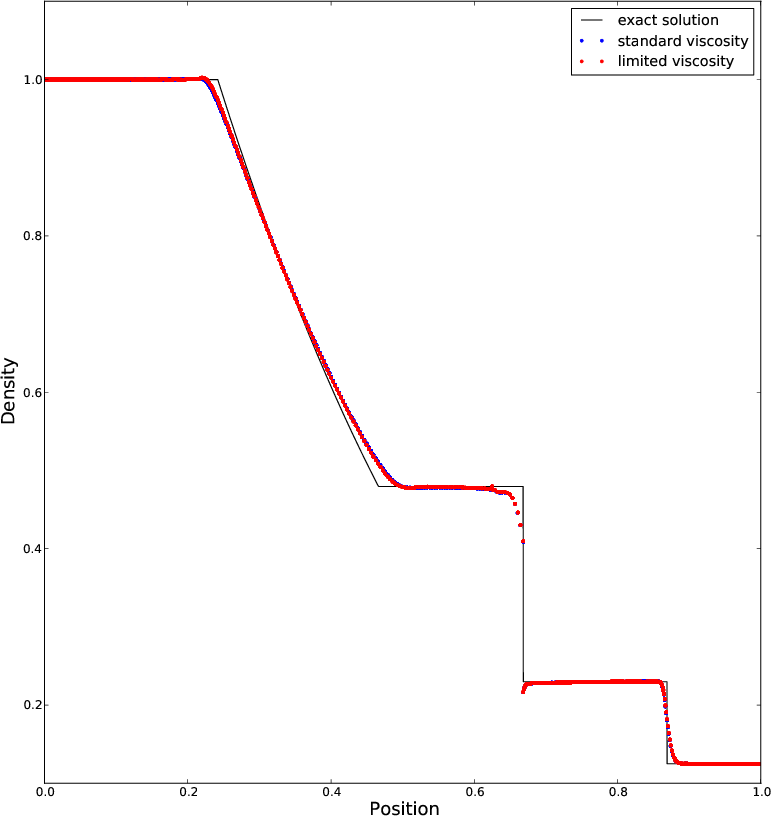 exact solution
standard viscosity
limited viscosity
1.0
0.8
0.6
0.4
0.2
Density
0.0 0.2 0.4 0.6 0.8 1.0
Position